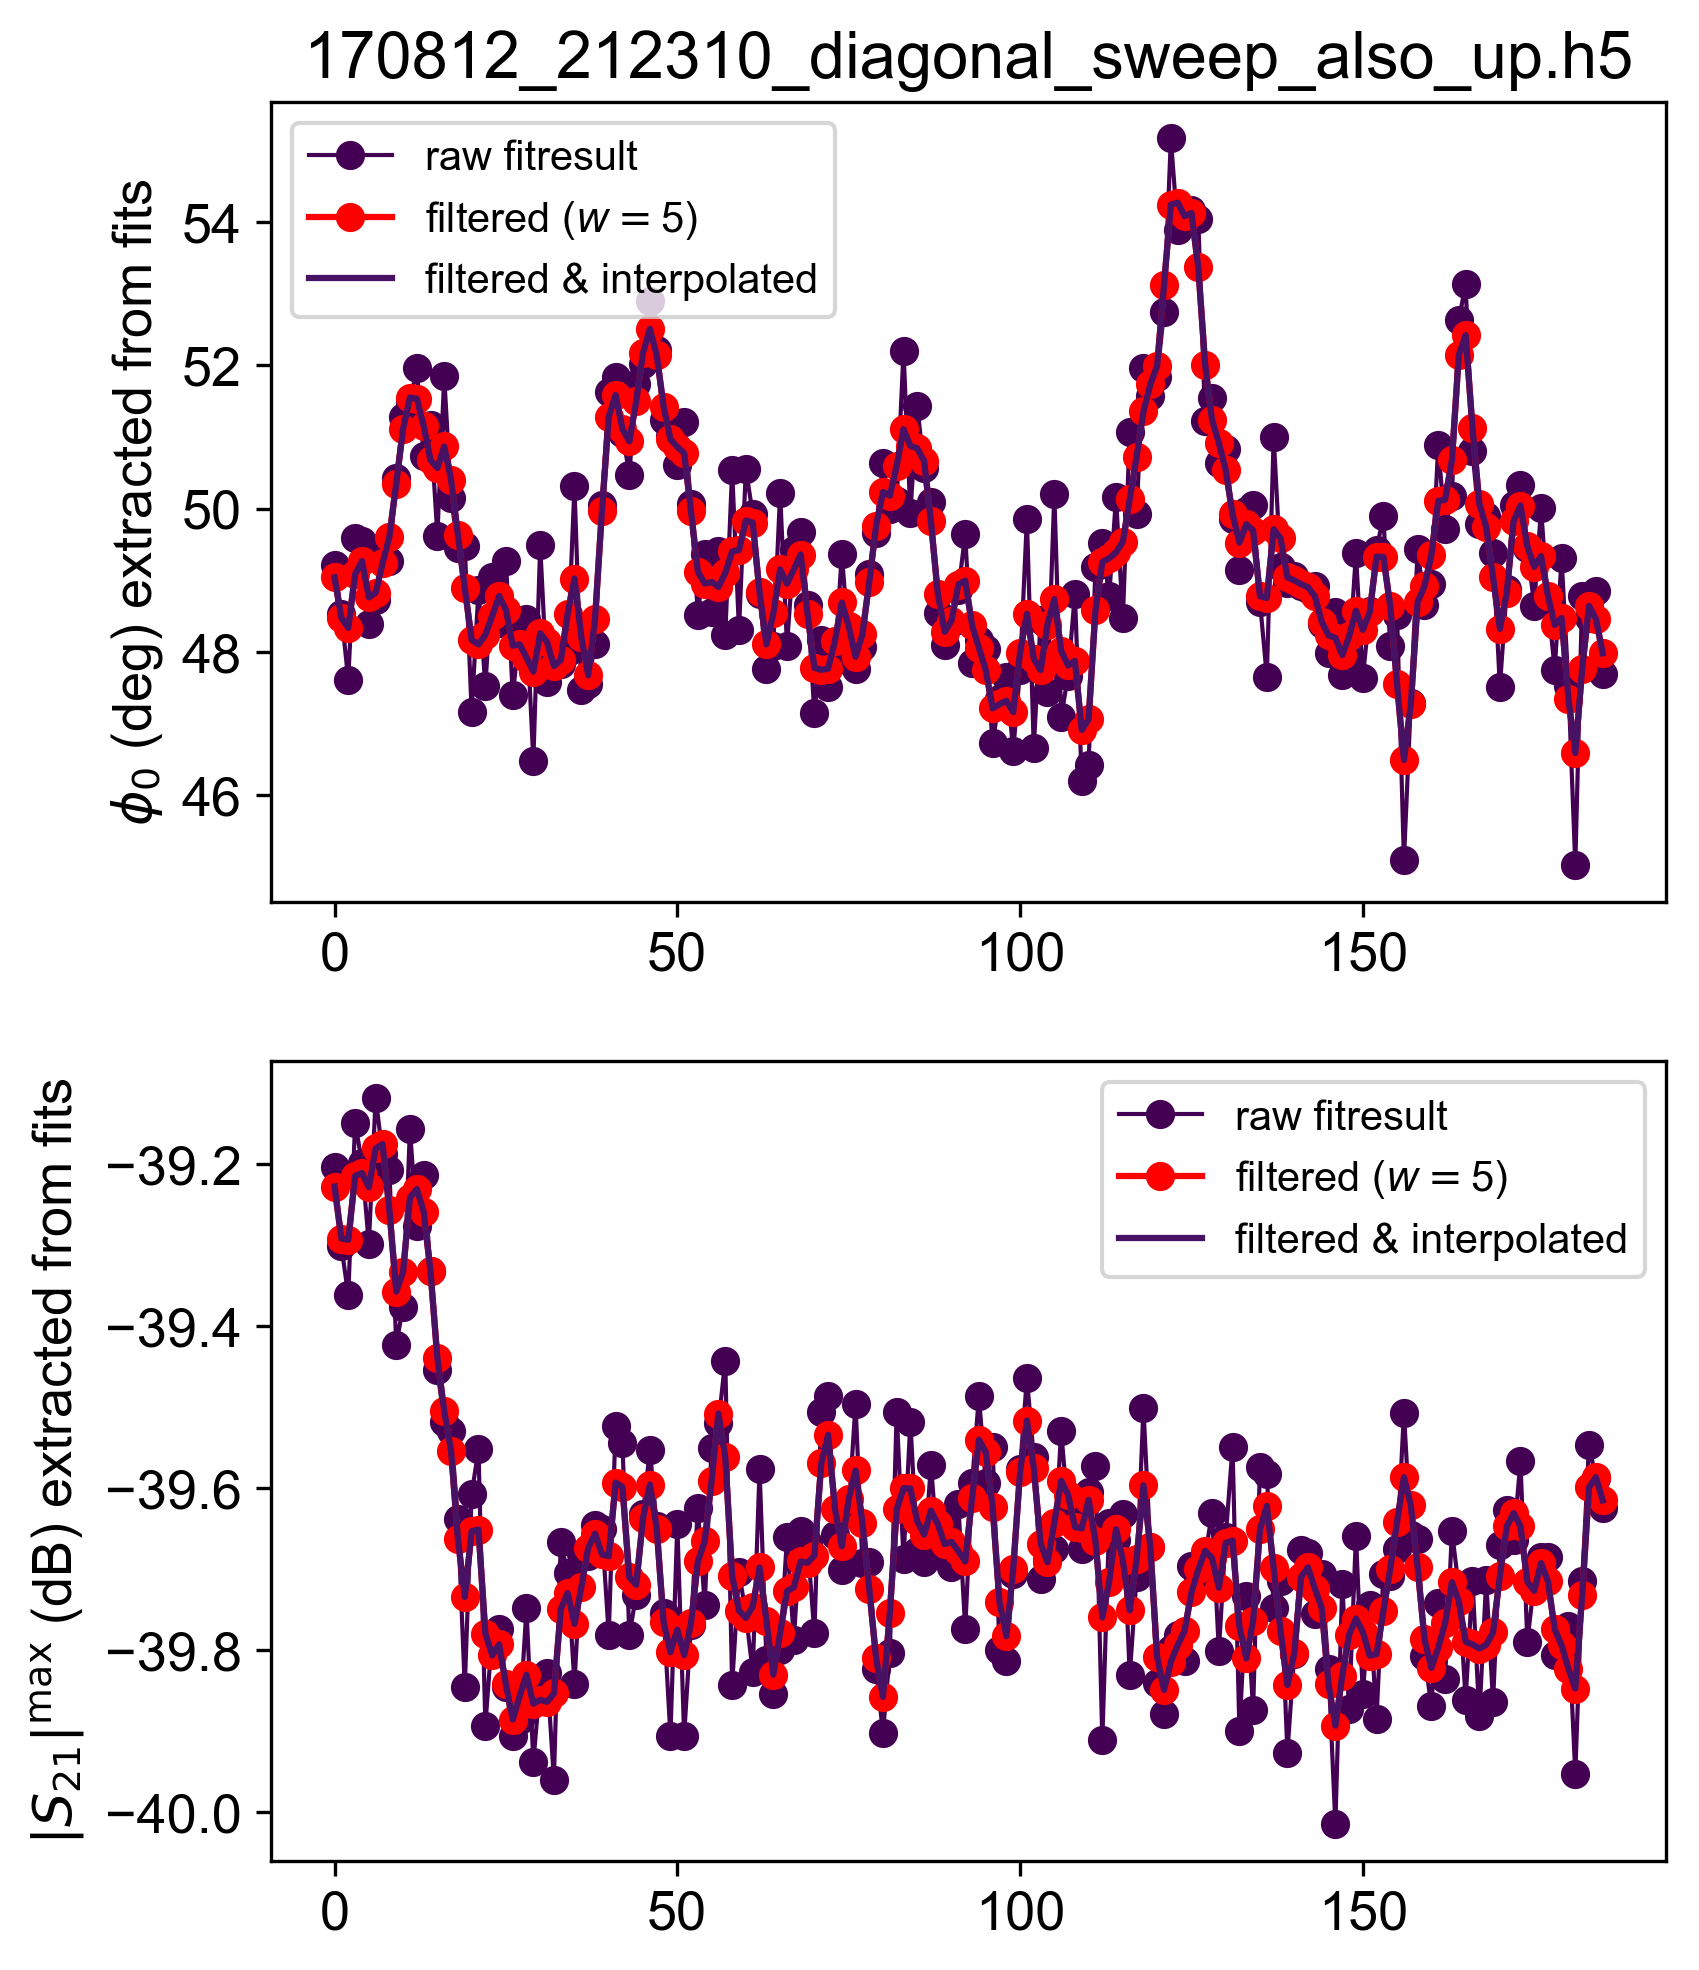 170812_212310_diagonal_sweep_also_up.h5
ϕ₀ (deg) extracted from fits
54
52
50
48
46
raw fitresult
filtered (w = 5)
filtered & interpolated
0 50 100 150
|S₂₁|ᵐᵃˣ (dB) extracted from fits
−39.2
−39.4
−39.6
−39.8
−40.0
raw fitresult
filtered (w = 5)
filtered & interpolated
0 50 100 150